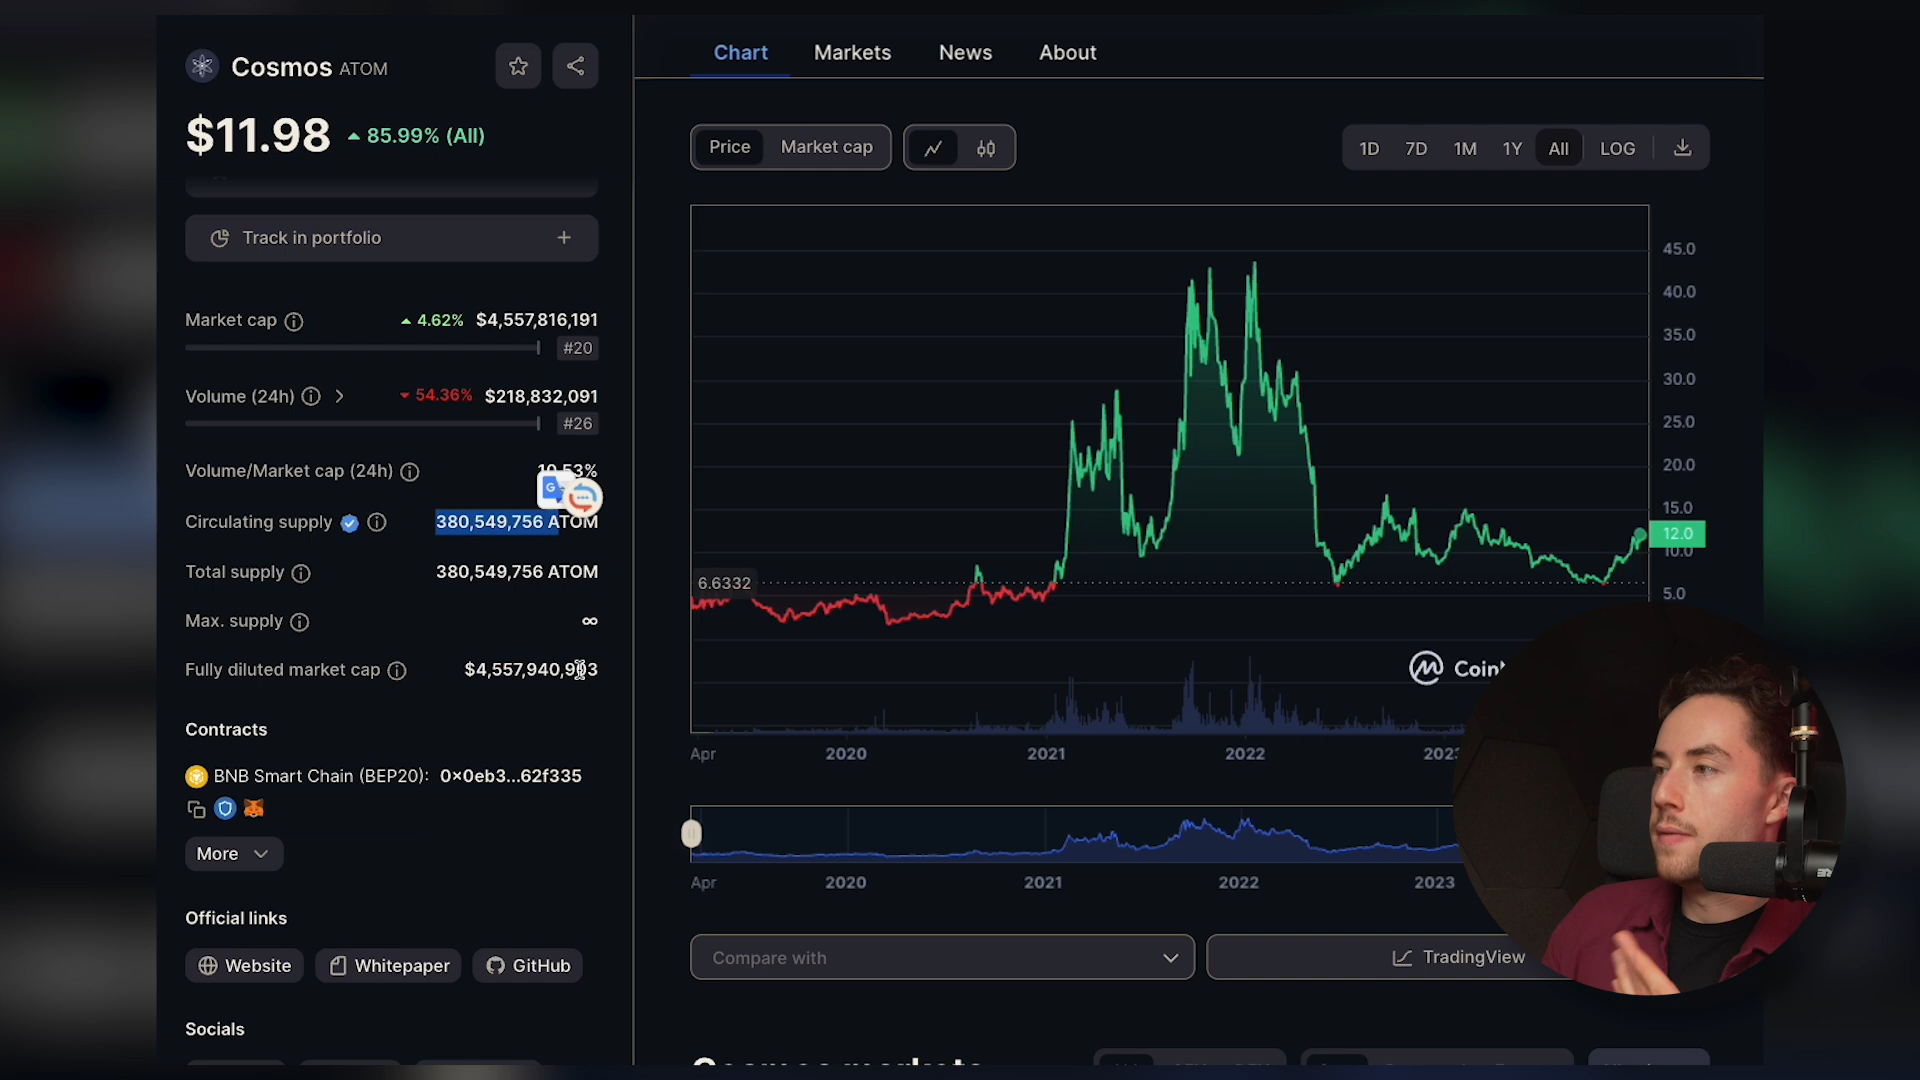 Cosmos ATOM
$11.98 85.99% (All)
Track in portfolio +
Market cap 4.62% $4,557,816,191
#20
Volume (24h) 54.36% $218,832,091
#26
Volume/Market cap (24h)
Circulating supply 380,549,756 ATOM
Total supply 380,549,756 ATOM
Max. supply ∞
Fully diluted market cap
Contracts
BNB Smart Chain (BEP20): 0x0eb3...62f335
More
Official links
Website Whitepaper GitHub
Socials
Chart Markets News About
Price Market cap
1D 7D 1M 1Y All LOG
45.0
40.0
35.0
30.0
25.0
20.0
15.0
12.0
10.0
5.0
6.6332
Apr 2020 2021 2022 2023
Apr 2020 2021 2022 2023
Compare with
TradingView
Cosmos markets